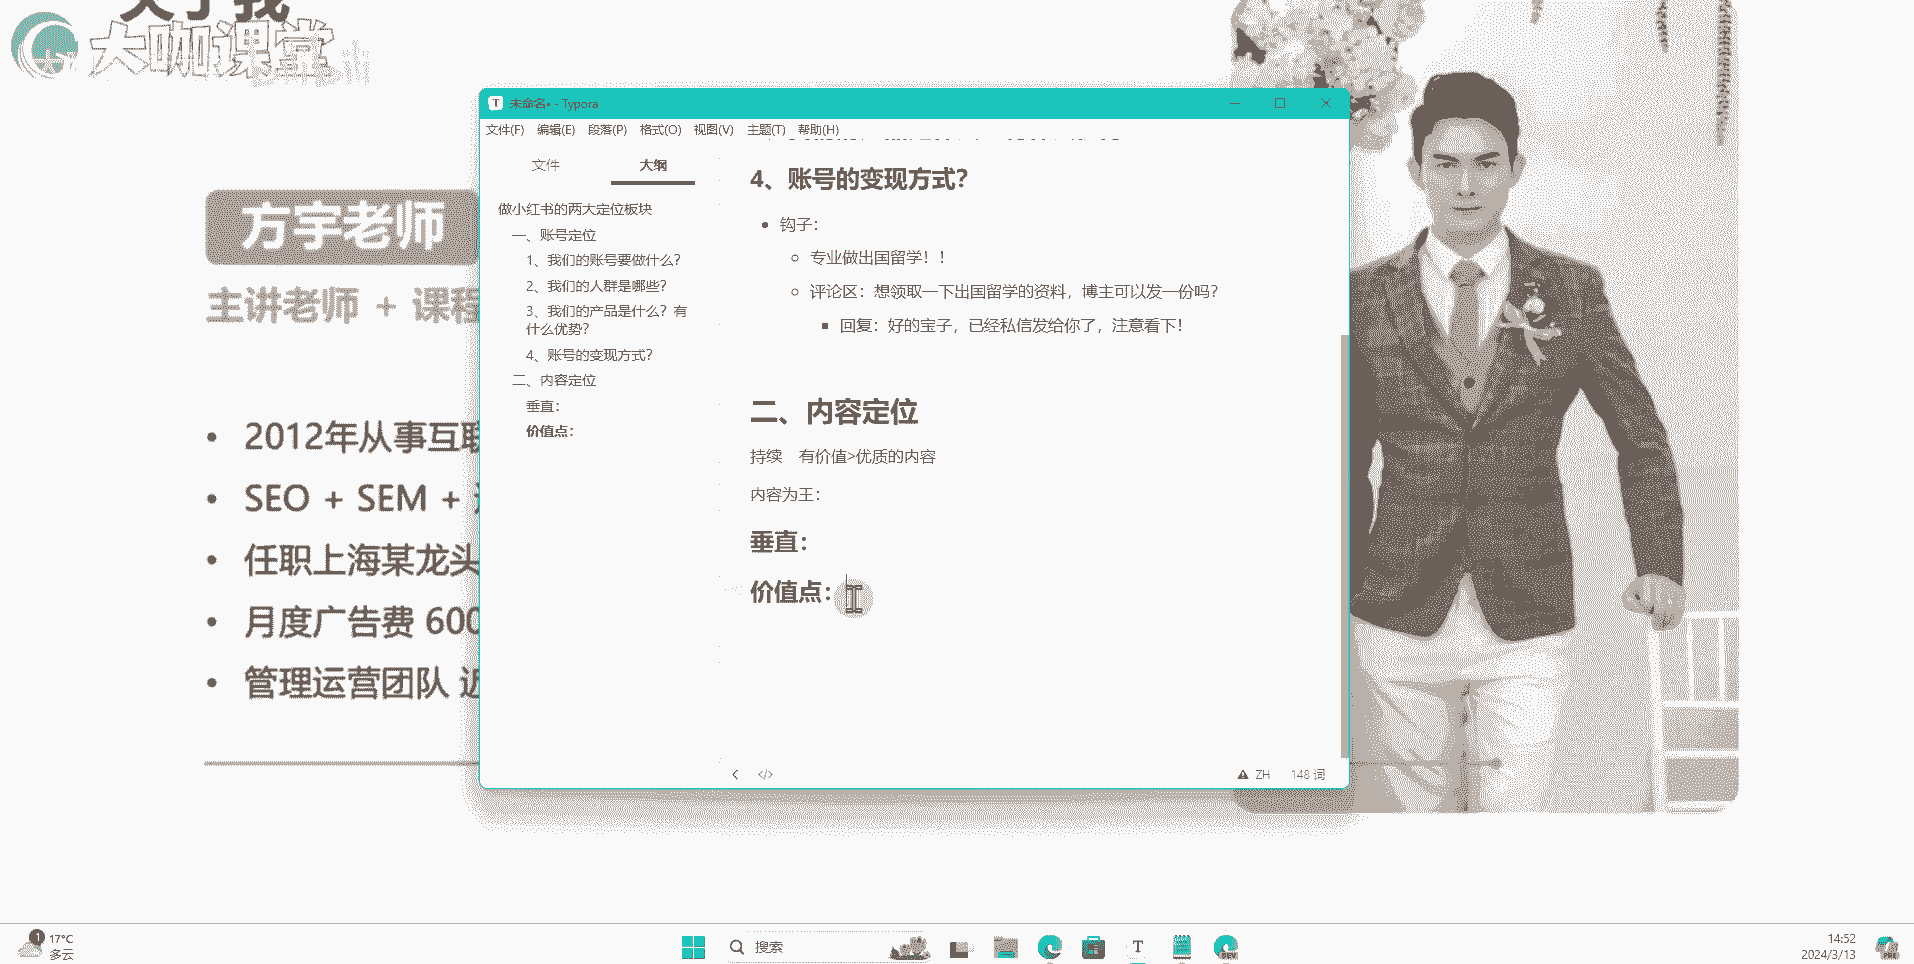 关于我
大咖课堂
方宇老师
主讲老师 + 课程
• 2012年从事互联
• SEO + SEM +
• 任职上海某龙头
• 月度广告费 600
• 管理运营团队 近
未命名• - Typora
文件(F) 编辑(E) 段落(P) 格式(O) 视图(V) 主题(T) 帮助(H)
文件 大纲
做小红书的两大定位板块
一、账号定位
1、我们的账号要做什么？
2、我们的人群是哪些？
3、我们的产品是什么？有
什么优势？
4、账号的变现方式？
二、内容定位
垂直：
价值点：
4、账号的变现方式？
• 钩子：
专业做出国留学！！
评论区：想领取一下出国留学的资料，博主可以发一份吗？
回复：好的宝子，已经私信发给你了，注意看下！
二、内容定位
持续 有价值>优质的内容
内容为王：
垂直：
价值点：
ZH 148 词
1
17°C
多云
搜索
T
DEV
14:52
2024/3/13
PRE